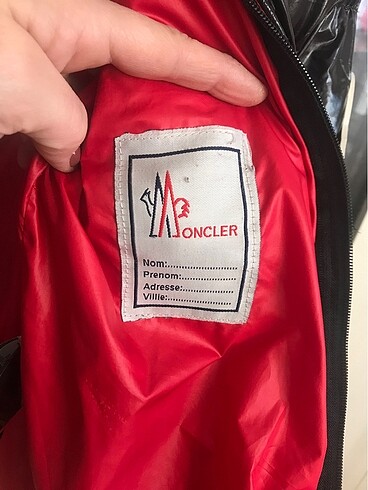 MONCLER
Nom:........................
Prenom:...................
Adresse:..................
Villle:.......................